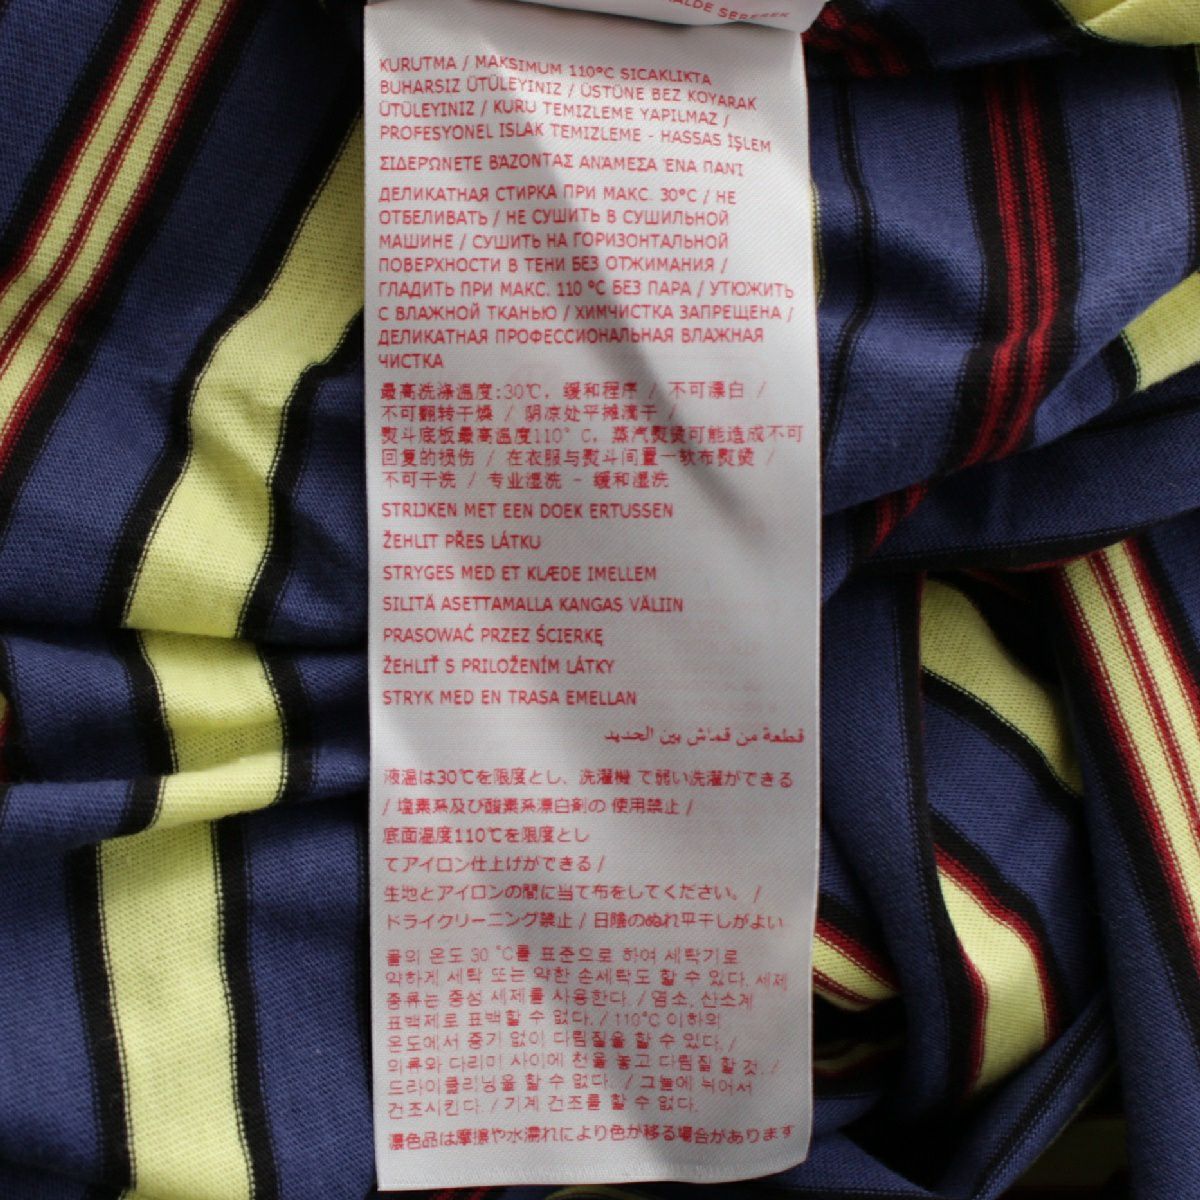 KURUTMA / MAKSIMUM 110°C SICAKLIKTA
BUHARSIZ ÜTÜLEYINIZ / ÜSTÜNE BEZ KOYARAK
ÜTÜLEYINIZ / KURU TEMIZLEME YAPILMAZ /
PROFESYONEL ISLAK TEMIZLEME - HASSAS İŞLEM
ΣΙΔΕΡΩΝΕΤΕ ΒΆΖΟΝΤΑΣ ΑΝΆΜΕΣΑ ΈΝΑ ΠΑΝΊ
ДЕЛИКАТНАЯ СТИРКА ПРИ МАКС. 30°C / НЕ
ОТБЕЛИВАТЬ / НЕ СУШИТЬ В СУШИЛЬНОЙ
МАШИНЕ / СУШИТЬ НА ГОРИЗОНТАЛЬНОЙ
ПОВЕРХНОСТИ В ТЕНИ БЕЗ ОТЖИМАНИЯ /
ГЛАДИТЬ ПРИ МАКС. 110 °C БЕЗ ПАРА / УТЮЖИТЬ
С ВЛАЖНОЙ ТКАНЬЮ / ХИМЧИСТКА ЗАПРЕЩЕНА /
ДЕЛИКАТНАЯ ПРОФЕССИОНАЛЬНАЯ ВЛАЖНАЯ
ЧИСТКА
最高洗涤温度:30℃，缓和程序 / 不可漂白 /
不可翻转干燥 / 阴凉处平摊滴干 /
熨斗底板最高温度110° C，蒸汽熨烫可能造成不可
回复的损伤 / 在衣服与熨斗间置一软布熨烫 /
不可干洗 / 专业湿洗 - 缓和湿洗
STRIJKEN MET EEN DOEK ERTUSSEN
ŽEHLIT PŘES LÁTKU
STRYGES MED ET KLÆDE IMELLEM
SILITÄ ASETTAMALLA KANGAS VÄLIIN
PRASOWAĆ PRZEZ ŚCIERKĘ
ŽEHLIŤ S PRILOŽENÍM LÁTKY
STRYK MED EN TRASA EMELLAN
قطعة من قماش بين الحديد
液温は30℃を限度とし、洗濯機 で弱い洗濯ができる
/ 塩素系及び酸素系漂白剤の 使用禁止 /
底面温度110℃を限度とし
てアイロン仕上げができる /
生地とアイロンの間に当て布をしてください。 /
ドライクリーニング禁止 / 日陰のぬれ平干しがよい
물의 온도 30 ℃를 표준으로 하여 세탁기로
약하게 세탁 또는 약한 손세탁도 할 수 있다. 세제
종류는 중성 세제를 사용한다. / 염소, 산소계
표백제로 표백할 수 없다. / 110℃ 이하의
온도에서 증기 없이 다림질을 할 수 있다. /
의류와 다리미 사이에 천을 놓고 다림질 할 것. /
드라이클리닝을 할 수 없다. / 그늘에 뉘어서
건조시킨다. / 기계 건조를 할 수 없다.
濃色品は摩擦や水濡れにより色が移る場合があります